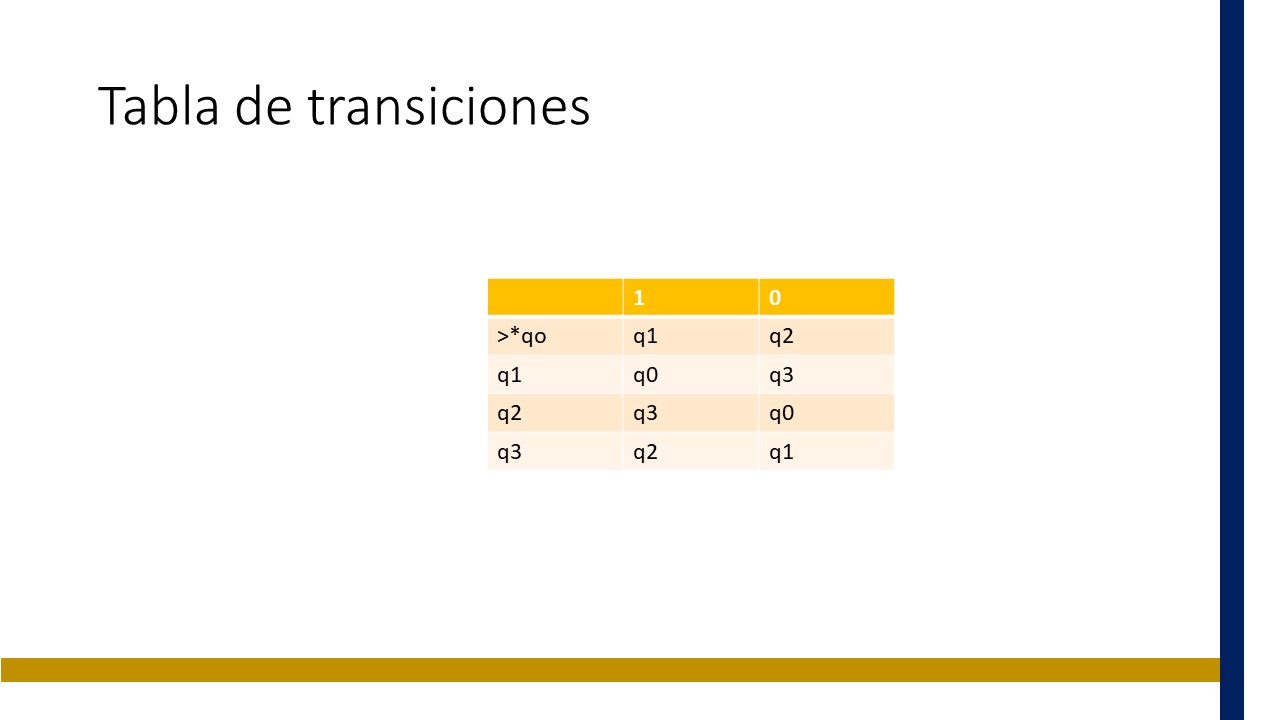 Tabla de transiciones
1 0
>*qo q1 q2
q1 q0 q3
q2 q3 q0
q3 q2 q1